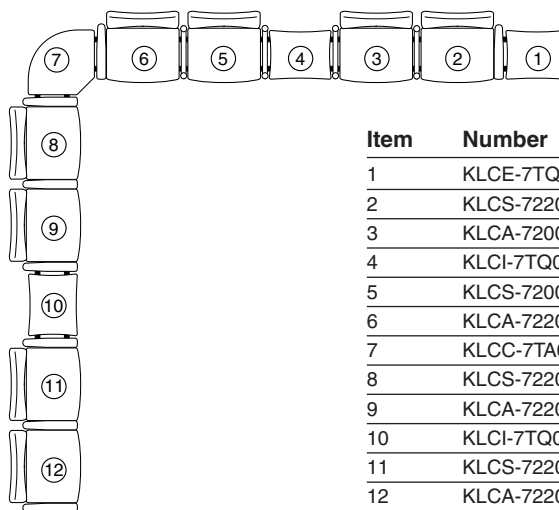 7 6 5 4 3 2 1
8
9
10
11
12
Item Number
1 KLCE-7TQ
2 KLCS-7220
3 KLCA-7200
4 KLCI-7TQ0
5 KLCS-7200
6 KLCA-7220
7 KLCC-7TA0
8 KLCS-7220
9 KLCA-7220
10 KLCI-7TQ0
11 KLCS-7220
12 KLCA-7220